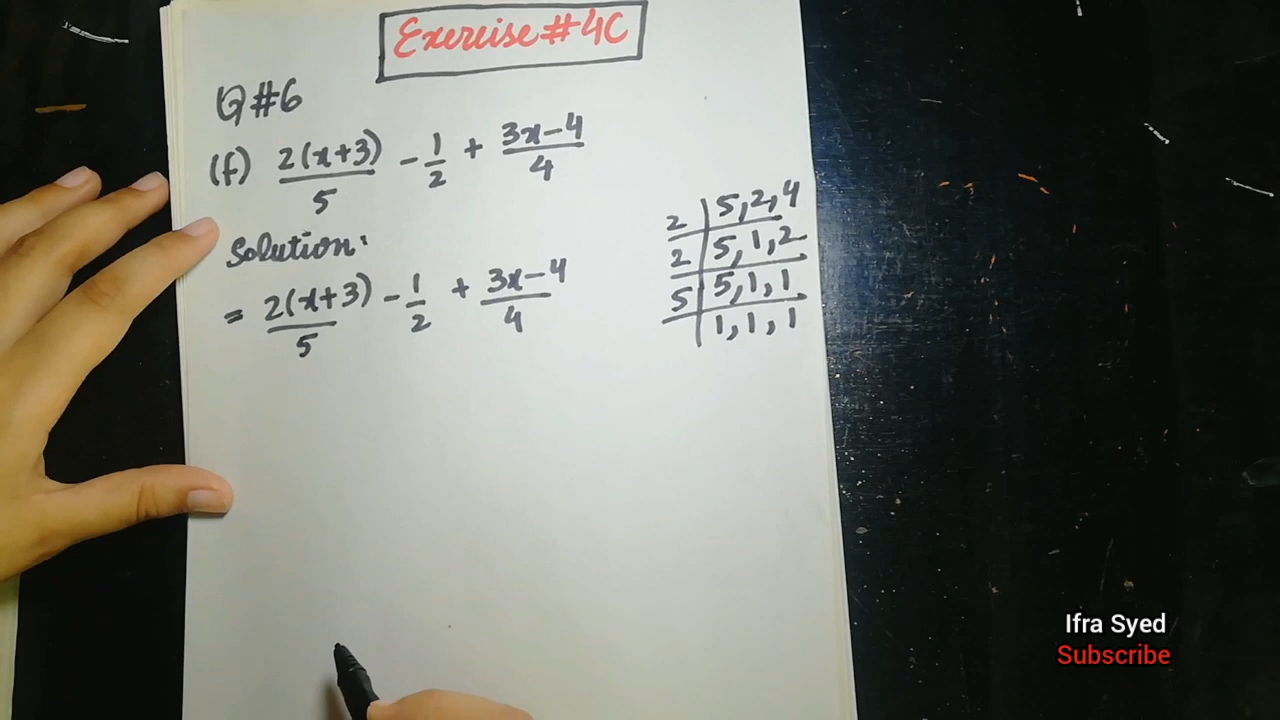 Exercise # 4C
Q #6
(f) 2(x+3)/5 - 1/2 + 3x-4/4
Solution:
= 2(x+3)/5 - 1/2 + 3x-4/4
2 | 5, 2, 4
2 | 5, 1, 2
5 | 5, 1, 1
| 1, 1, 1
Ifra Syed
Subscribe